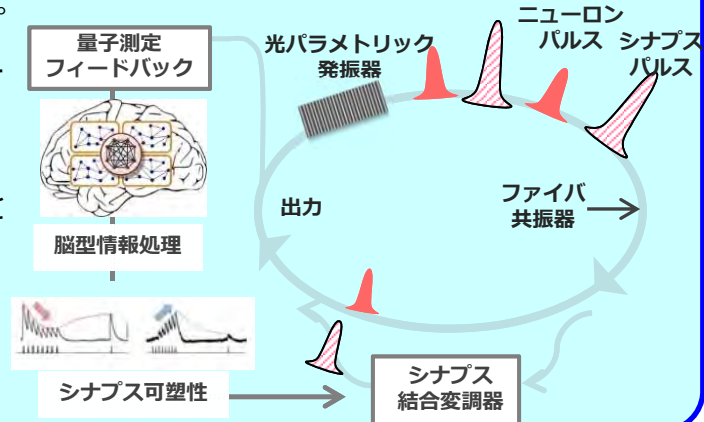 量子測定
フィードバック
光パラメトリック
発振器
ニューロン
パルス
シナプス
パルス
出力
ファイバ
共振器
脳型情報処理
シナプス可塑性
シナプス
結合変調器